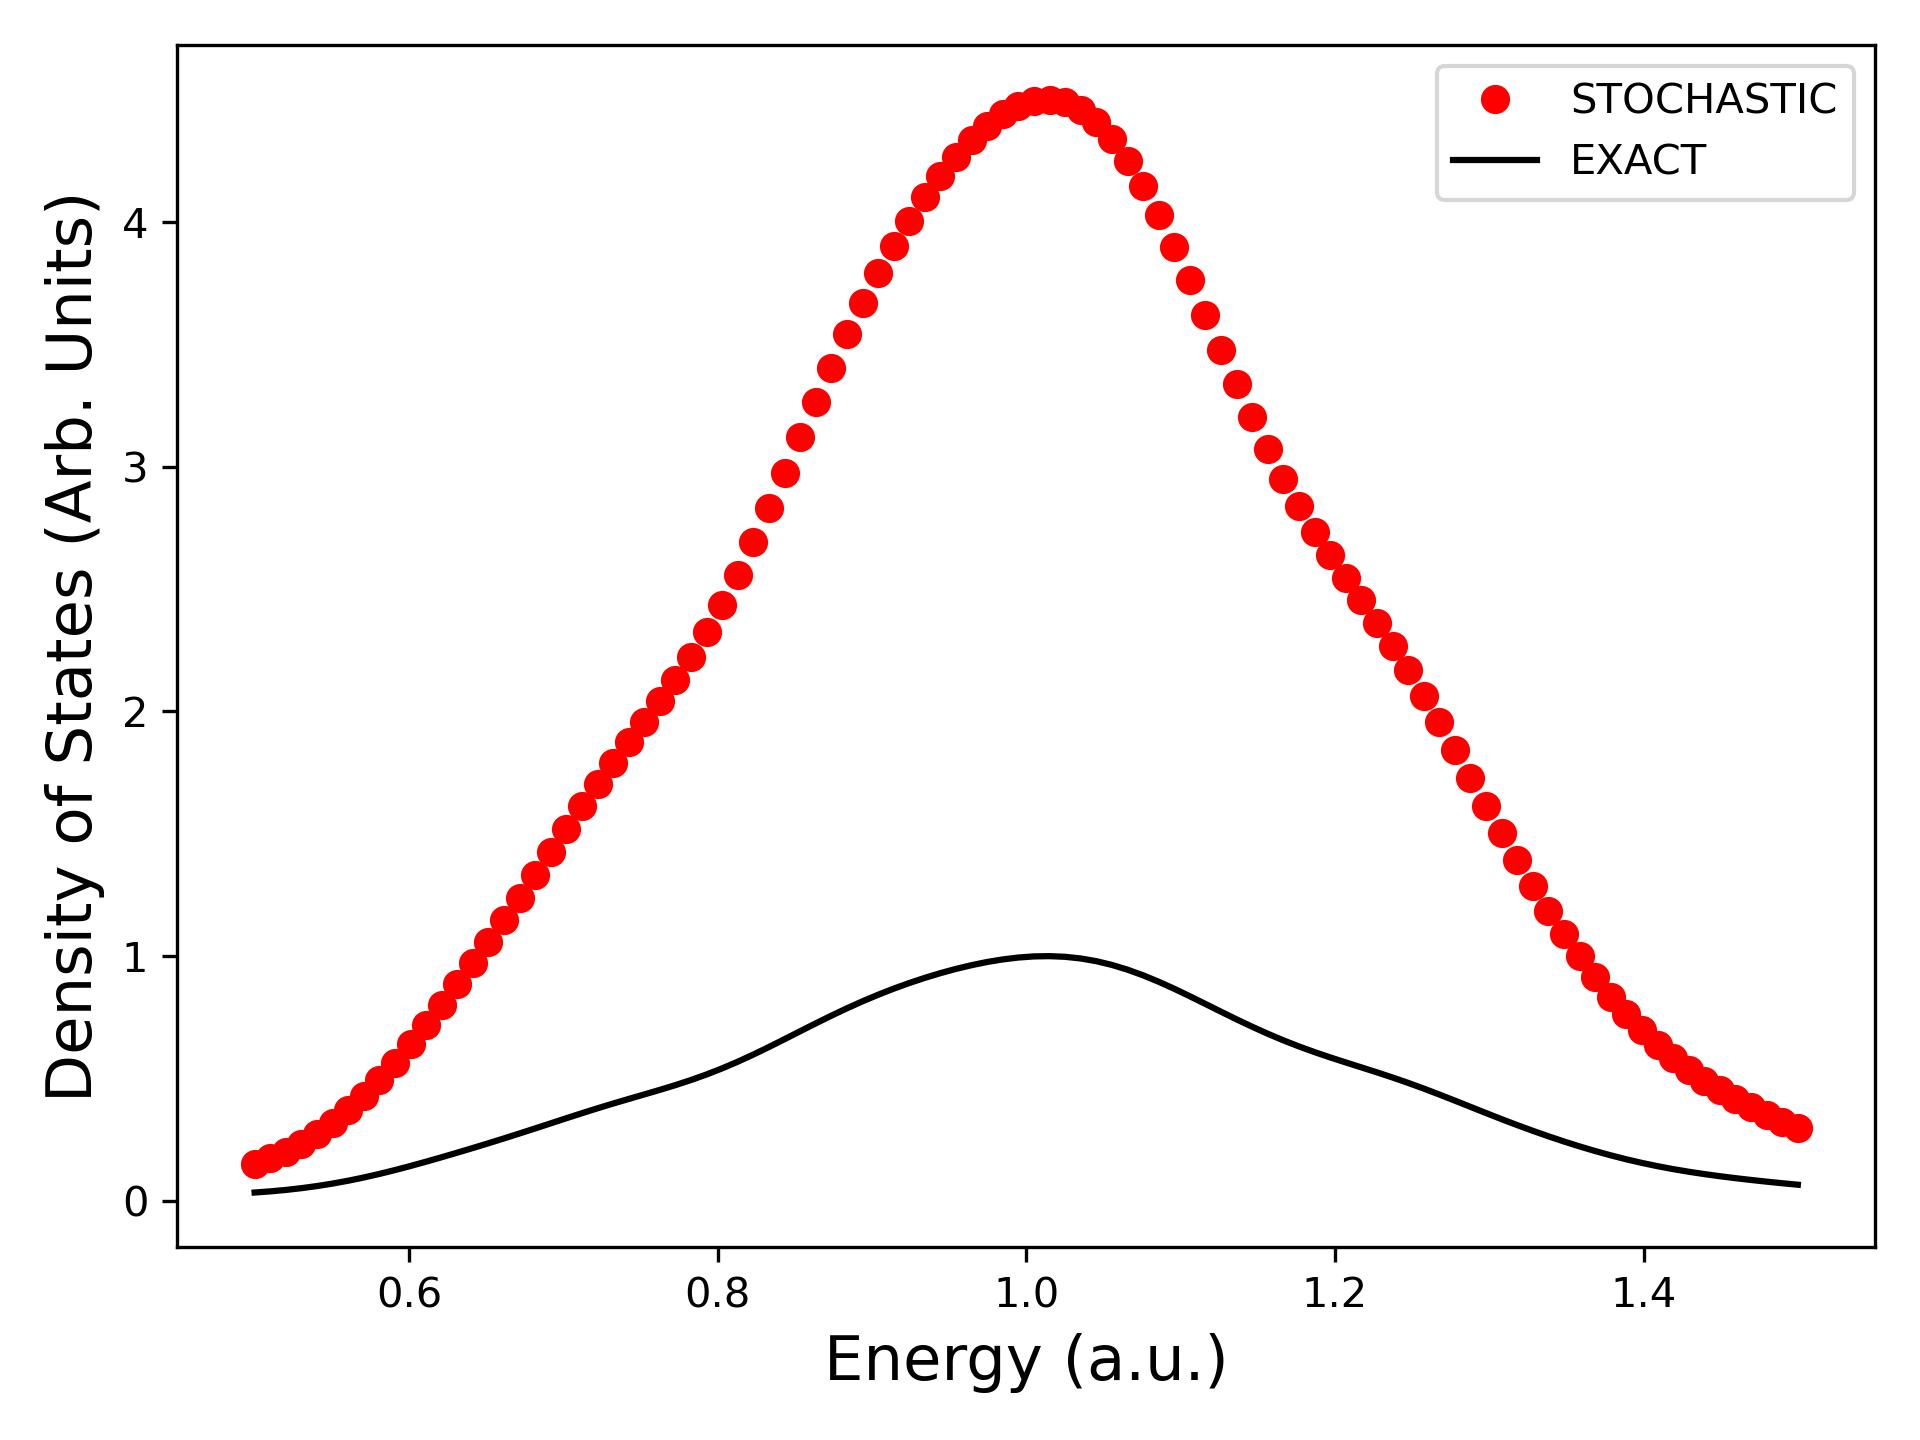 STOCHASTIC
EXACT
Density of States (Arb. Units)
4
3
2
1
0
0.6 0.8 1.0 1.2 1.4
Energy (a.u.)